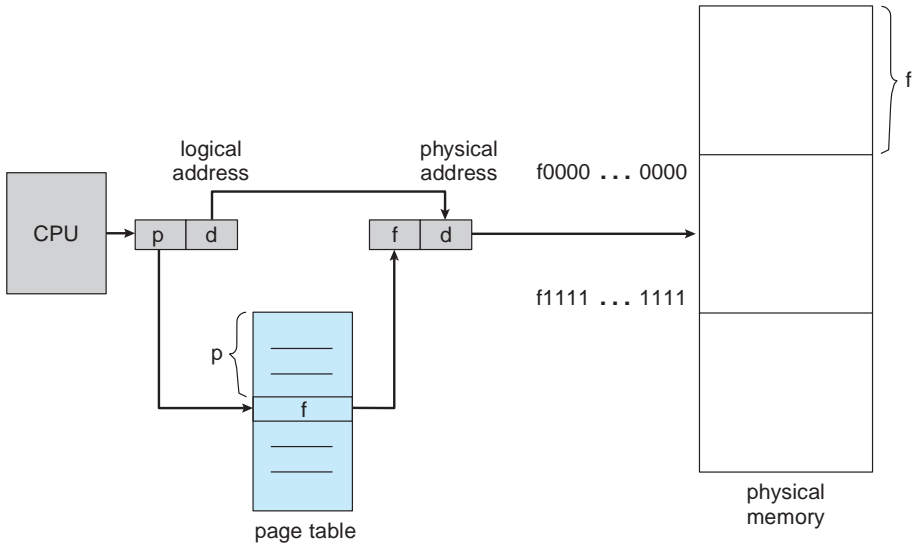 f
logical
address
physical
address
f0000 ... 0000
CPU
p d
f d
f1111 ... 1111
p
f
page table
physical
memory